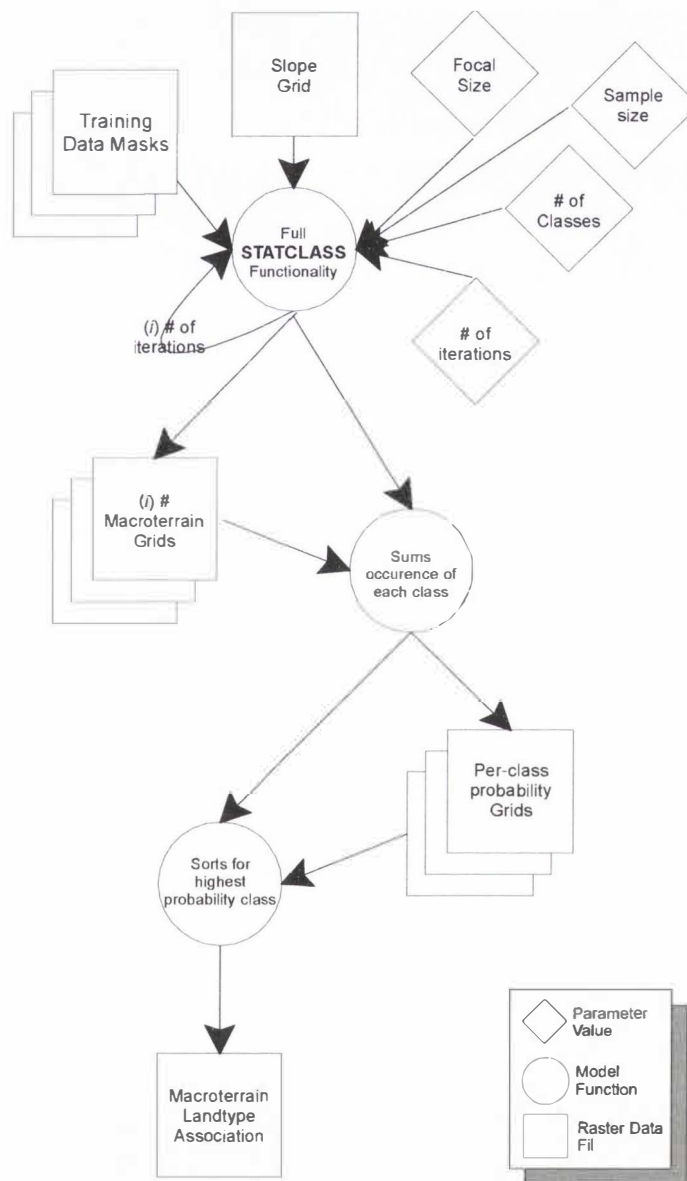 Slope
Grid
Focal
Size
Sample
size
Training
Data Masks
# of
Classes
Full
STATCLASS
Functionality
(i) # of
iterations
# of
iterations
(i) #
Macroterrain
Grids
Sums
occurence of
each class
Per-class
probability
Grids
Sorts for
highest
probability class
Macroterrain
Landtype
Association
Parameter
Value
Model
Function
Raster Data
Fil